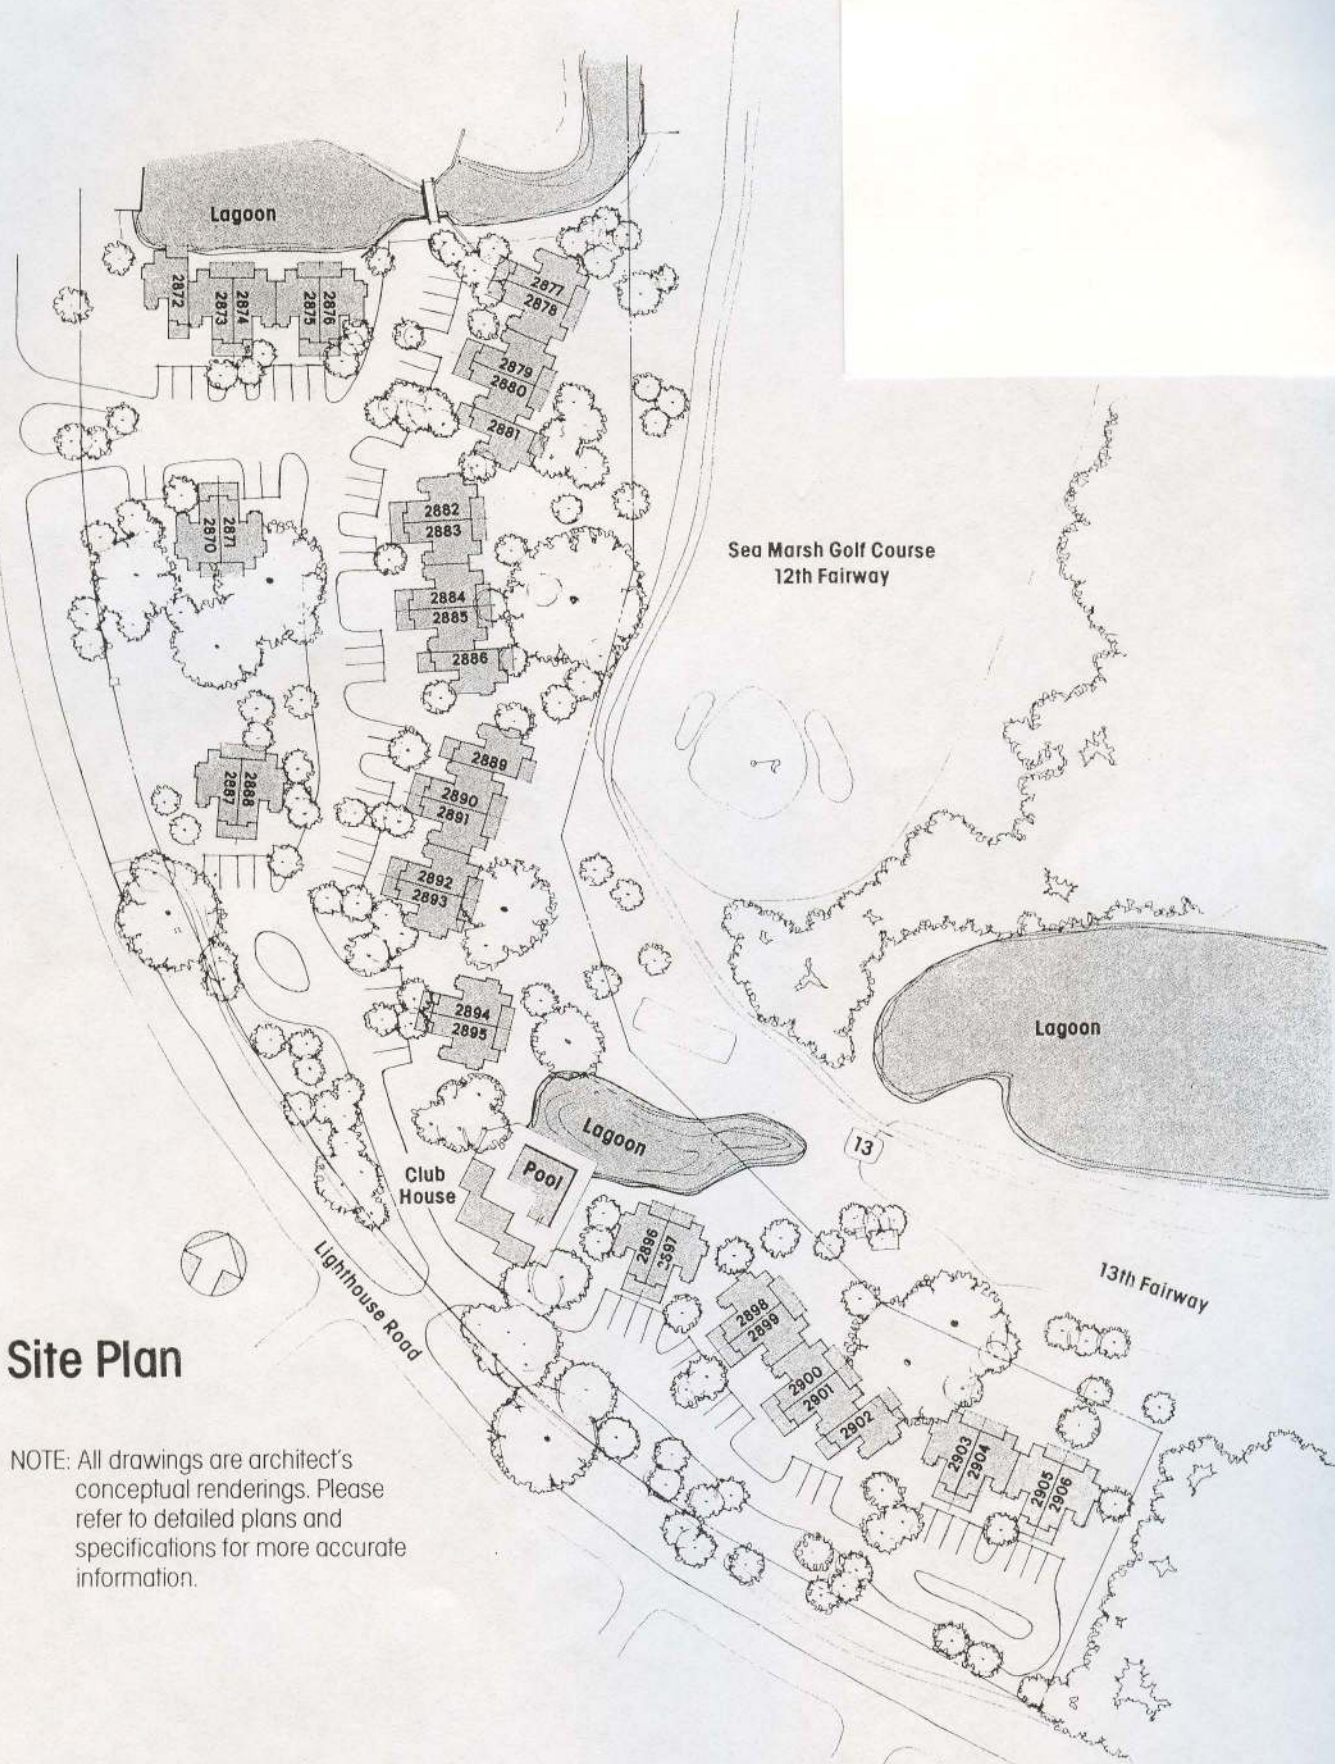 Lagoon
2872
2873
2874
2875
2876
2877
2878
2879
2880
2881
2870
2871
2882
2883
2884
2885
2886
Sea Marsh Golf Course
12th Fairway
2887
2888
2889
2890
2891
2892
2893
2894
2895
Lagoon
Lagoon
13
Club
House
Pool
2896
2897
13th Fairway
Lighthouse Road
2898
2899
2900
2901
2902
2903
2904
2905
2906
Site Plan
NOTE: All drawings are architect's
conceptual renderings. Please
refer to detailed plans and
specifications for more accurate
information.